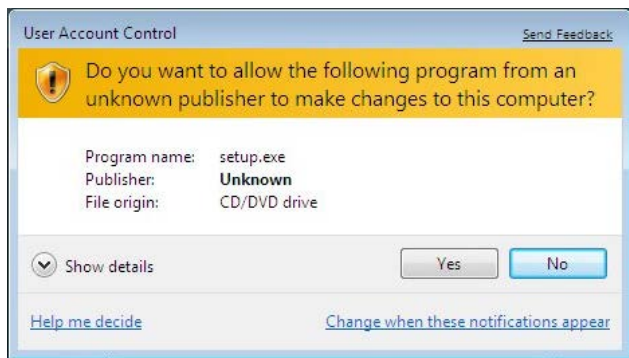 User Account Control
Send Feedback
Do you want to allow the following program from an
unknown publisher to make changes to this computer?
Program name: setup.exe
Publisher: Unknown
File origin: CD/DVD drive
Show details
Yes
No
Help me decide
Change when these notifications appear